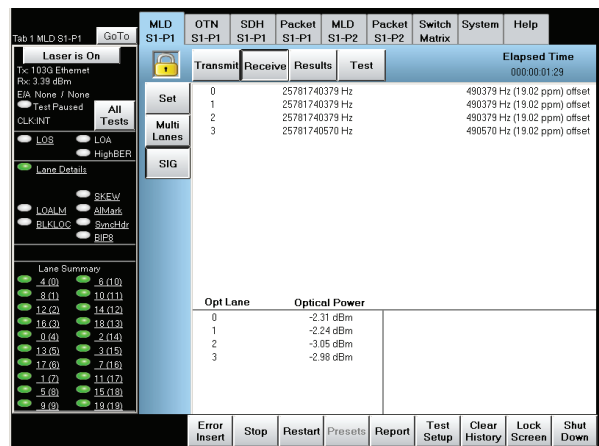 Tab 1 MLD S1-P1 GoTo
MLD S1-P1
OTN S1-P1
SDH S1-P1
Packet S1-P1
MLD S1-P2
Packet S1-P2
Switch Matrix
System
Help
Laser is On
Tx: 103G Ethernet
Rx: 3.39 dBm
E/A None / None
Test Paused
CLK:INT
All Tests
LOS LOA
HighBER
Lane Details
SKEW
LOALM AlMark
BLKLOC SyncHdr
BIP8
Lane Summary
4 (0) 6 (10)
8 (1) 10 (11)
12 (2) 14 (12)
16 (3) 18 (13)
0 (4) 2 (14)
13 (5) 3 (15)
17 (6) 7 (16)
1 (7) 11 (17)
5 (8) 15 (18)
9 (9) 19 (19)
Set
Multi Lanes
SIG
Transmit Receive Results Test
Elapsed Time
000:00:01:29
0 25781740379 Hz 490379 Hz (19.02 ppm) offset
1 25781740379 Hz 490379 Hz (19.02 ppm) offset
2 25781740379 Hz 490379 Hz (19.02 ppm) offset
3 25781740570 Hz 490570 Hz (19.02 ppm) offset
Opt Lane Optical Power
0 -2.31 dBm
1 -2.24 dBm
2 -3.05 dBm
3 -2.98 dBm
Error Insert
Stop
Restart
Presets
Report
Test Setup
Clear History
Lock Screen
Shut Down